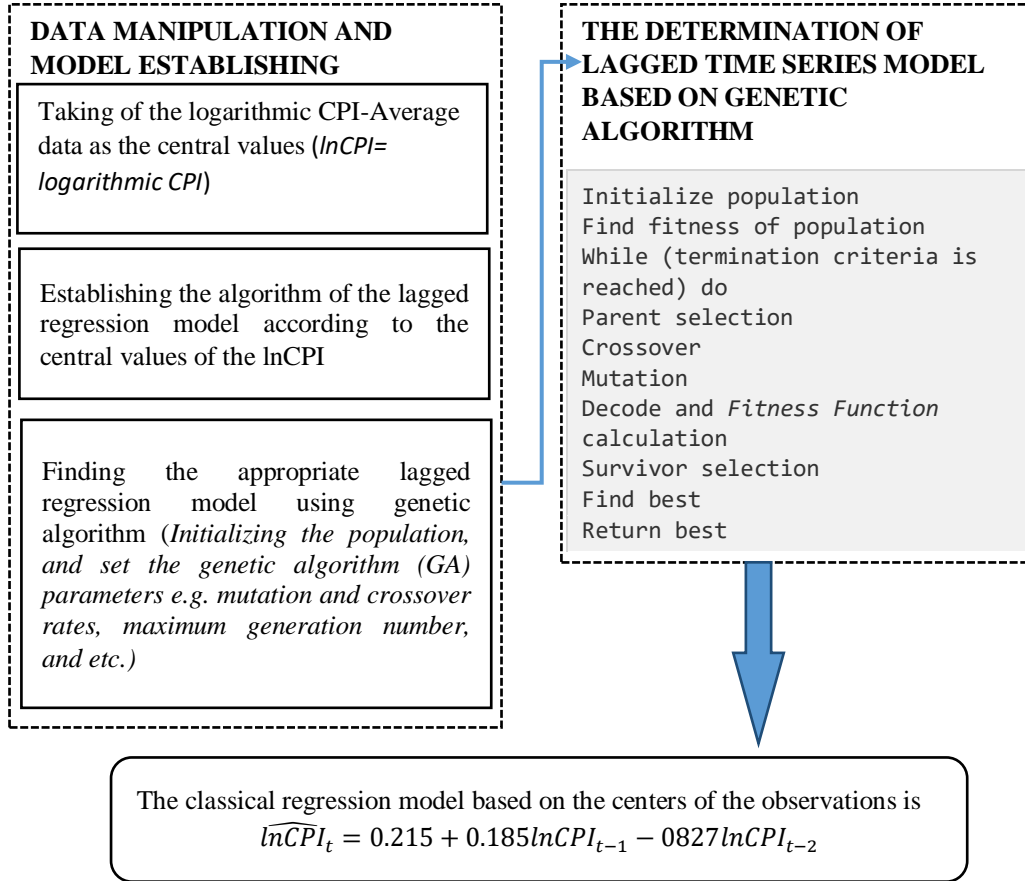 DATA MANIPULATION AND
MODEL ESTABLISHING
Taking of the logarithmic CPI-Average
data as the central values (lnCPI=
logarithmic CPI)
Establishing the algorithm of the lagged
regression model according to the
central values of the lnCPI
Finding the appropriate lagged
regression model using genetic
algorithm (Initializing the population,
and set the genetic algorithm (GA)
parameters e.g. mutation and crossover
rates, maximum generation number,
and etc.)
THE DETERMINATION OF
LAGGED TIME SERIES MODEL
BASED ON GENETIC
ALGORITHM
Initialize population
Find fitness of population
While (termination criteria is
reached) do
Parent selection
Crossover
Mutation
Decode and Fitness Function
calculation
Survivor selection
Find best
Return best
The classical regression model based on the centers of the observations is
$\widehat{lnCPI}_t = 0.215 + 0.185lnCPI_{t-1} - 0827lnCPI_{t-2}$